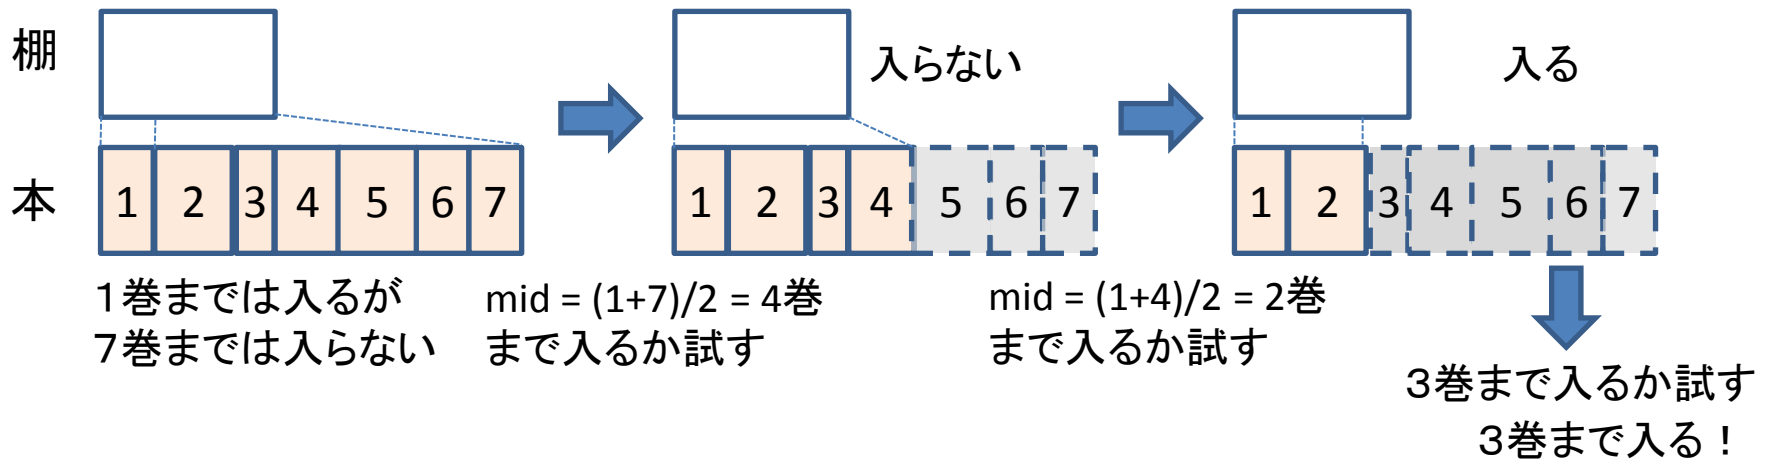 棚
入らない
入る
本
1 2 3 4 5 6 7
1 2 3 4 5 6 7
1 2 3 4 5 6 7
１巻までは入るが
７巻までは入らない
mid = (1+7)/2 = 4巻
まで入るか試す
mid = (1+4)/2 = 2巻
まで入るか試す
３巻まで入るか試す
３巻まで入る！